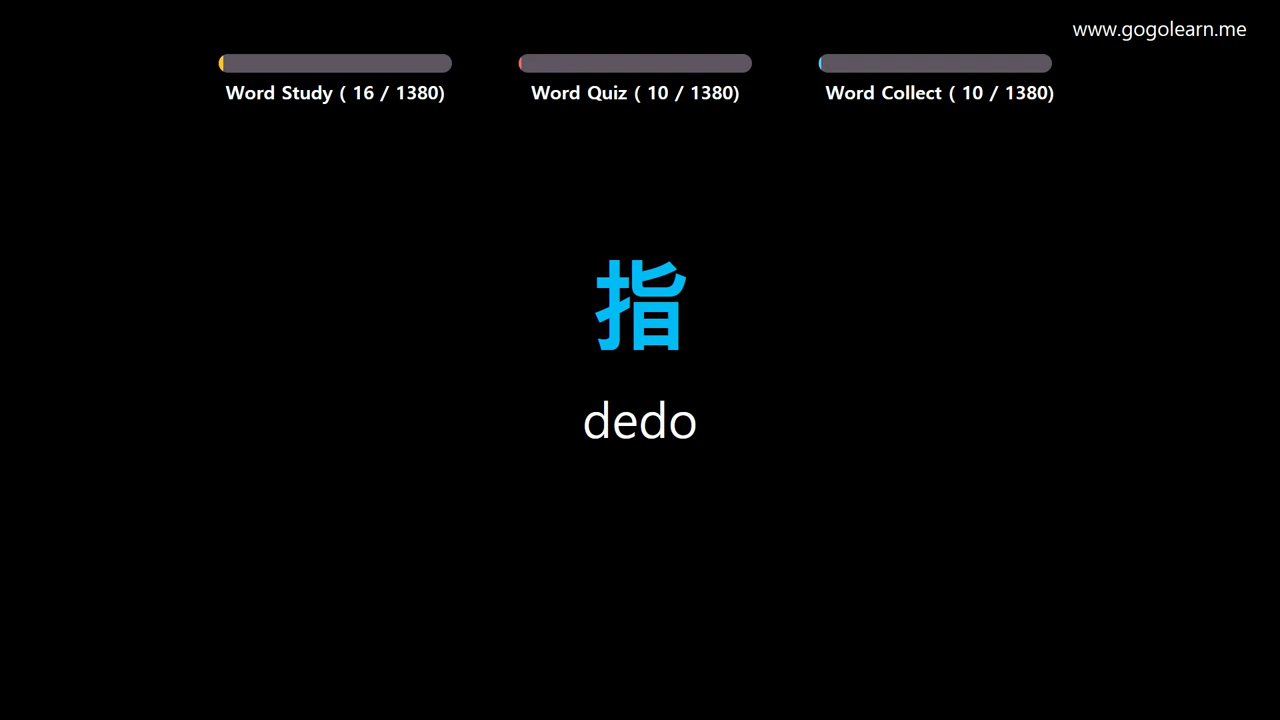 www.gogolearn.me
Word Study ( 16 / 1380)
Word Quiz ( 10 / 1380)
Word Collect ( 10 / 1380)
指
dedo